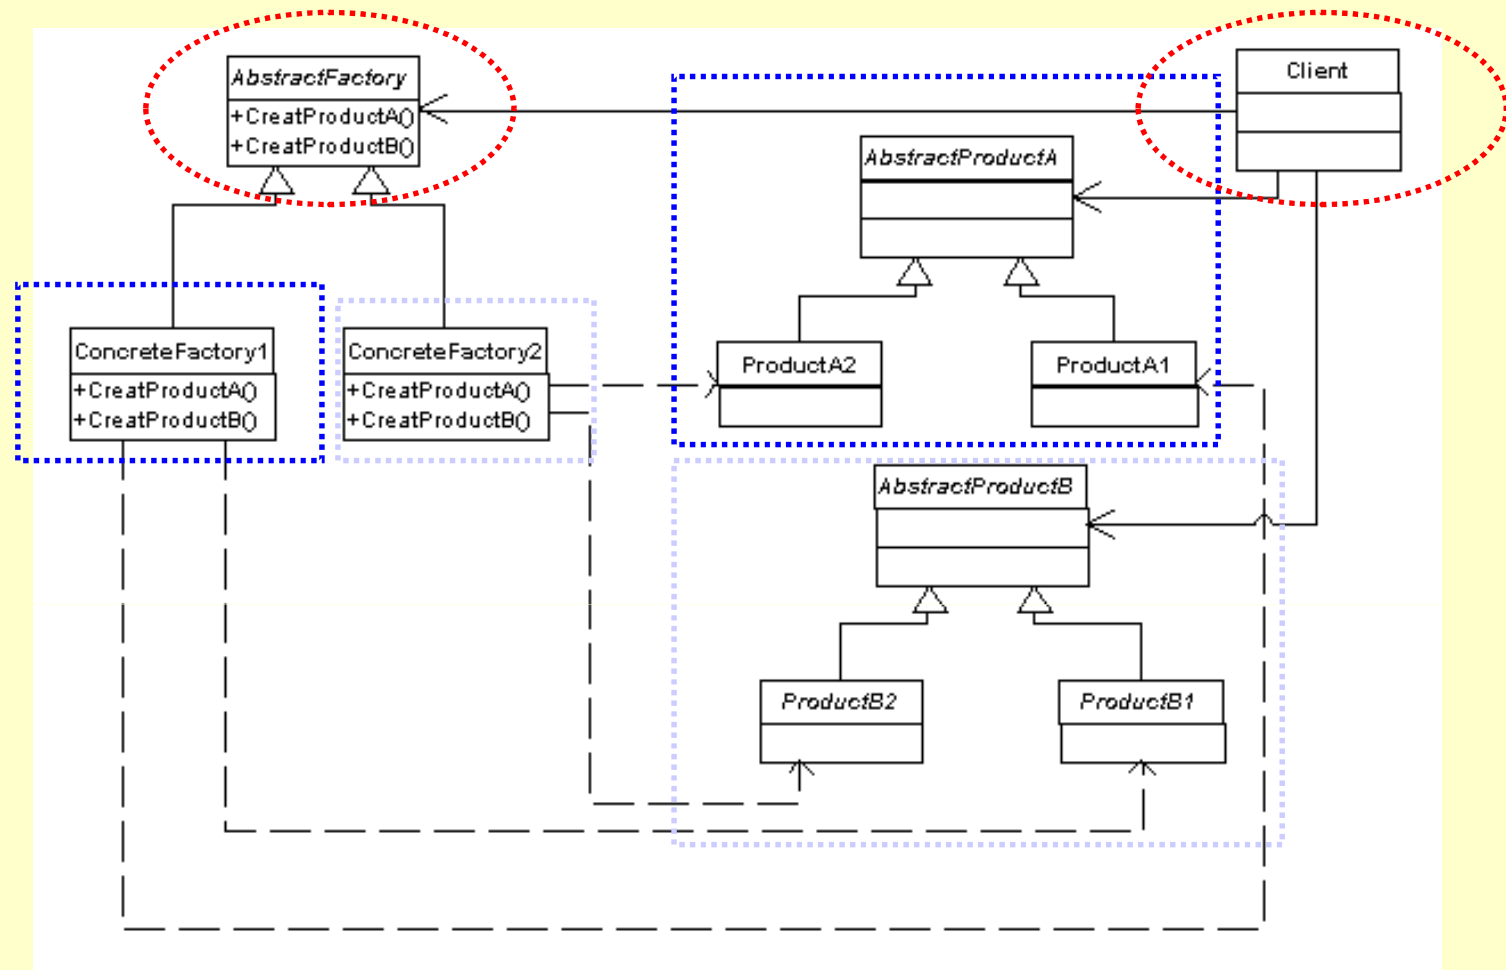 AbstractFactory
+CreatProductA()
+CreatProductB()
Client
AbstractProductA
ConcreteFactory1
+CreatProductA()
+CreatProductB()
ConcreteFactory2
+CreatProductA()
+CreatProductB()
ProductA2
ProductA1
AbstractProductB
ProductB2
ProductB1